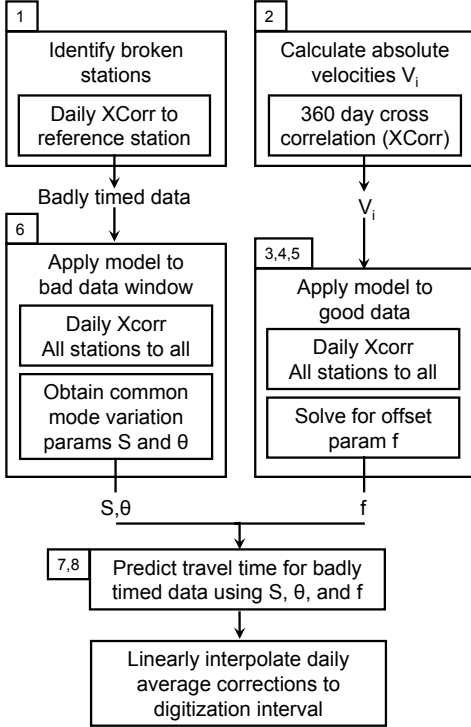 1
Identify broken
stations
Daily XCorr to
reference station
Badly timed data
2
Calculate absolute
velocities Vᵢ
360 day cross
correlation (XCorr)
Vᵢ
6
Apply model to
bad data window
Daily Xcorr
All stations to all
Obtain common
mode variation
params S and θ
S,θ
3,4,5
Apply model to
good data
Daily Xcorr
All stations to all
Solve for offset
param f
f
7,8
Predict travel time for badly
timed data using S, θ, and f
Linearly interpolate daily
average corrections to
digitization interval